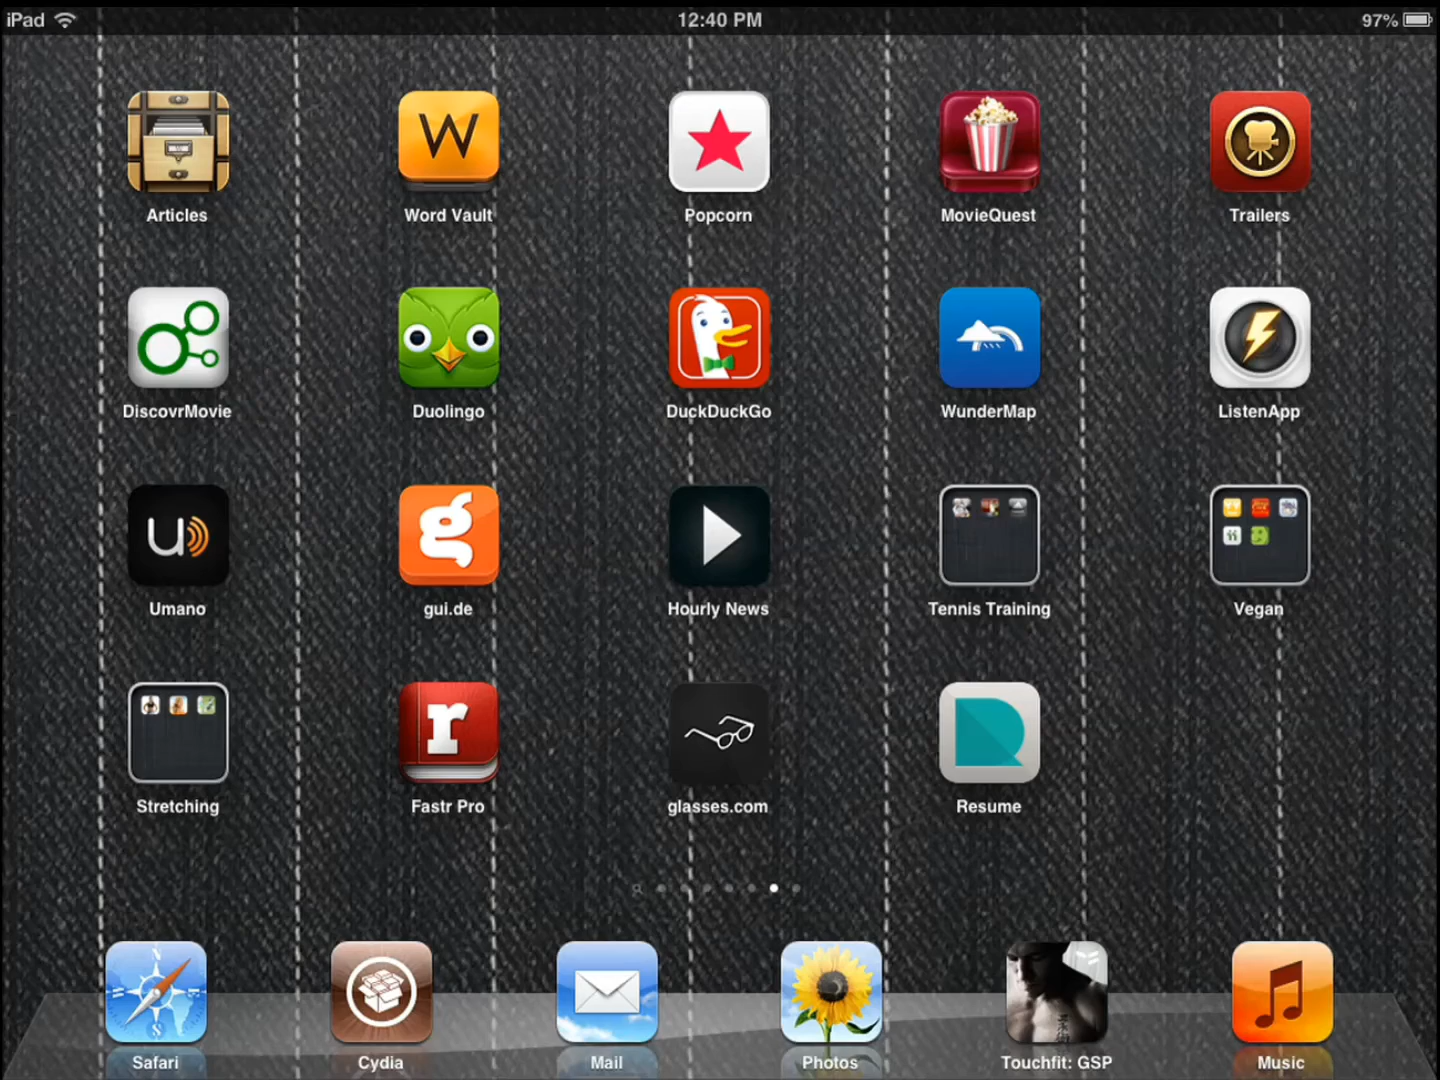 iPad 12:40 PM 97%
W
Articles Word Vault Popcorn MovieQuest Trailers
DiscovrMovie Duolingo DuckDuckGo WunderMap ListenApp
U g
Umano gui.de Hourly News Tennis Training Vegan
r
Stretching Fastr Pro glasses.com Resume
N
S
Safari Cydia Mail Photos Touchfit: GSP Music